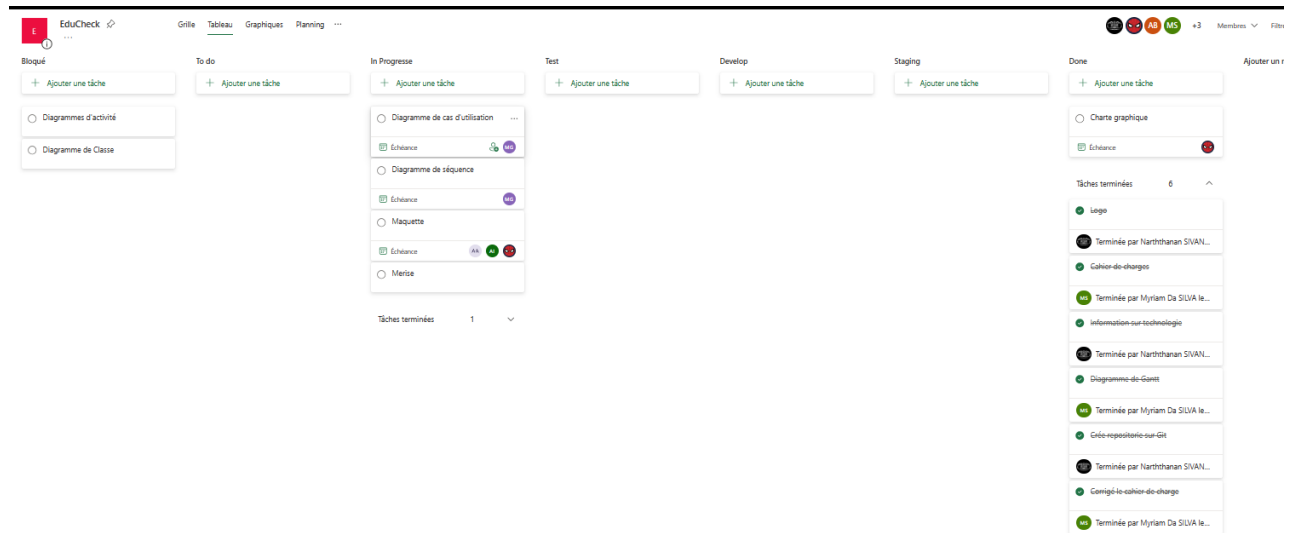 E
EduCheck
Grille Tableau Graphiques Planning ...
AB MS +3 Membres Filtre
...
Bloqué
To do
In Progresse
Test
Develop
Staging
Done
Ajouter un
+ Ajouter une tâche
+ Ajouter une tâche
+ Ajouter une tâche
+ Ajouter une tâche
+ Ajouter une tâche
+ Ajouter une tâche
+ Ajouter une tâche
Diagrammes d'activité
Diagramme de Classe
Diagramme de cas d'utilisation ...
Échéance MG
Diagramme de séquence
Échéance MG
Maquette
Échéance AA AI
Merise
Tâches terminées 1
Charte graphique
Échéance
Tâches terminées 6
Logo
Terminée par Narththanan SIVAN...
Cahier de charges
MS Terminée par Myriam Da SILVA le...
Information sur technologie
Terminée par Narththanan SIVAN...
Diagramme de Gantt
MS Terminée par Myriam Da SILVA le...
Crée repositorie sur Git
Terminée par Narththanan SIVAN...
Corrigé le cahier de charge
MS Terminée par Myriam Da SILVA le...